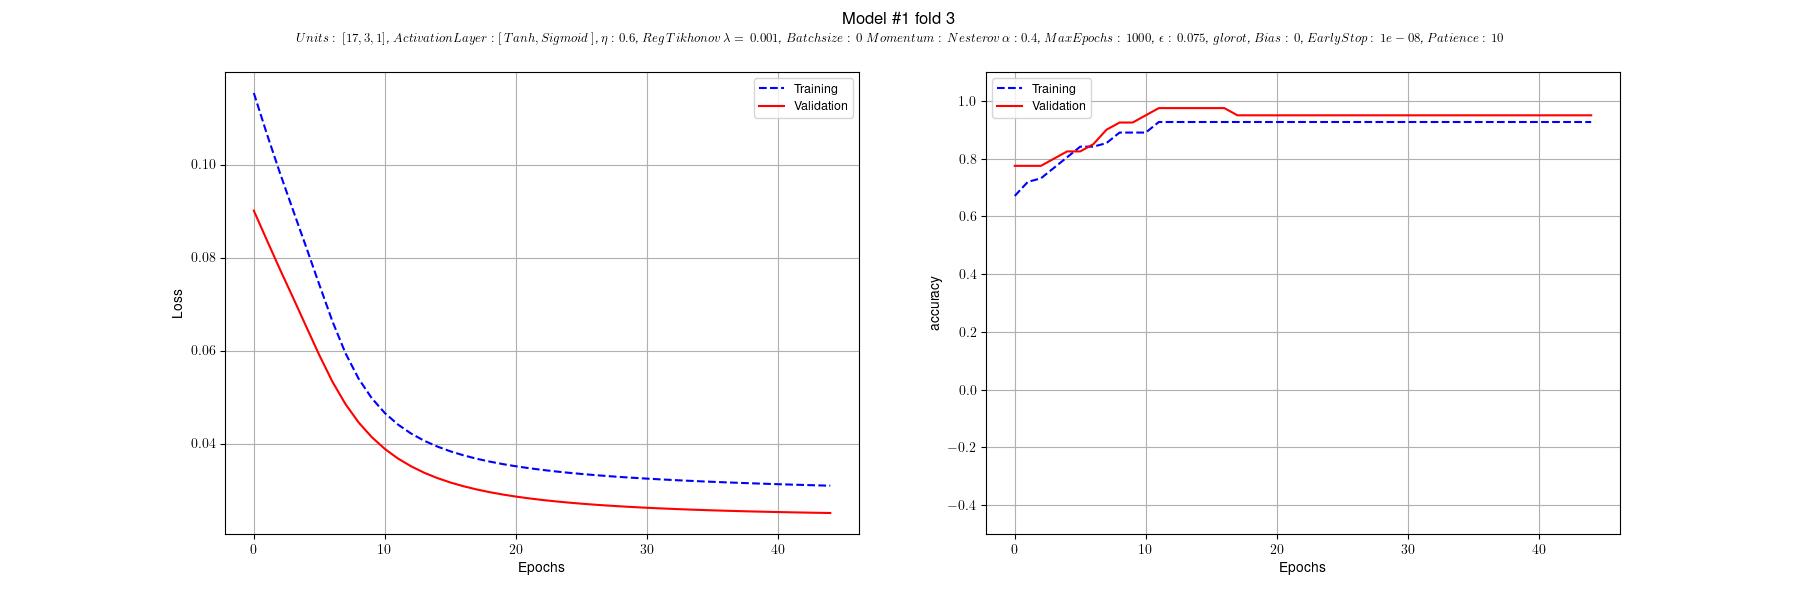 Model #1 fold 3
Units : [17, 3, 1], ActivationLayer : [ Tanh, Sigmoid ], η : 0.6, RegTikhonov λ = 0.001, Batchsize : 0 Momentum : Nesterov α : 0.4, MaxEpochs : 1000, ϵ : 0.075, glorot, Bias : 0, EarlyStop : 1e − 08, Patience : 10
Training
Validation
0.10
0.08
0.06
0.04
Loss
0 10 20 30 40
Epochs
Training
Validation
1.0
0.8
0.6
0.4
0.2
0.0
−0.2
−0.4
accuracy
0 10 20 30 40
Epochs